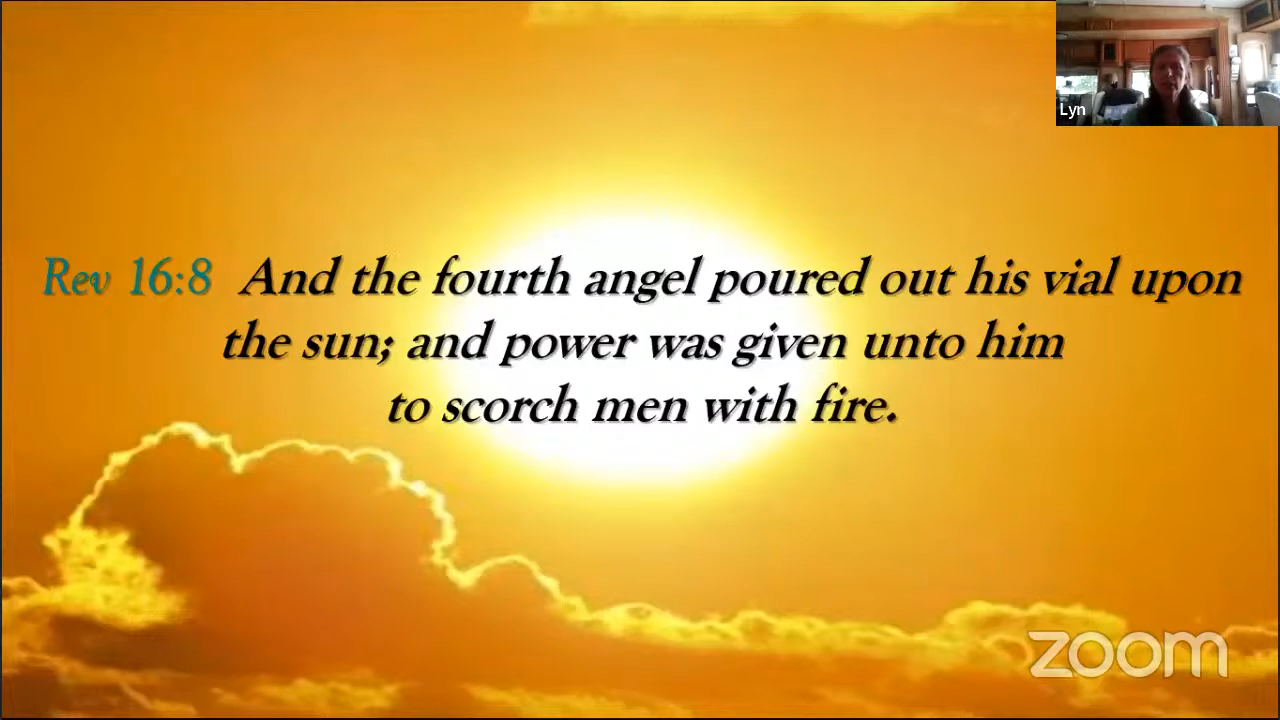 Lyn
Rev 16:8 And the fourth angel poured out his vial upon
the sun; and power was given unto him
to scorch men with fire.
zoom